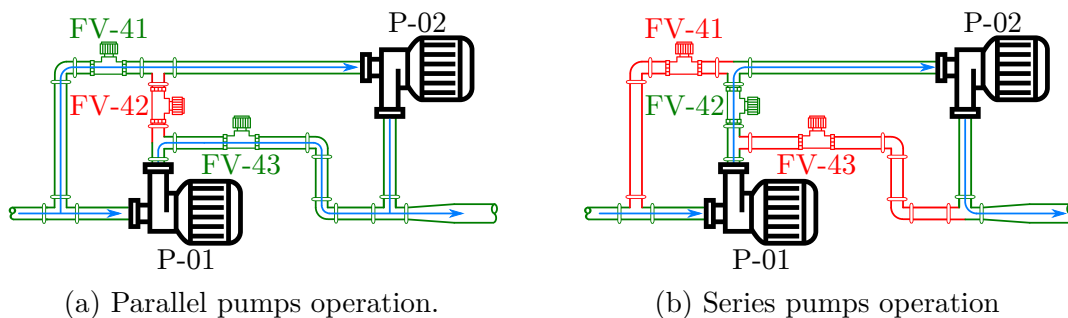 FV-41
P-02
FV-42
FV-43
P-01
(a) Parallel pumps operation.
FV-41
P-02
FV-42
FV-43
P-01
(b) Series pumps operation